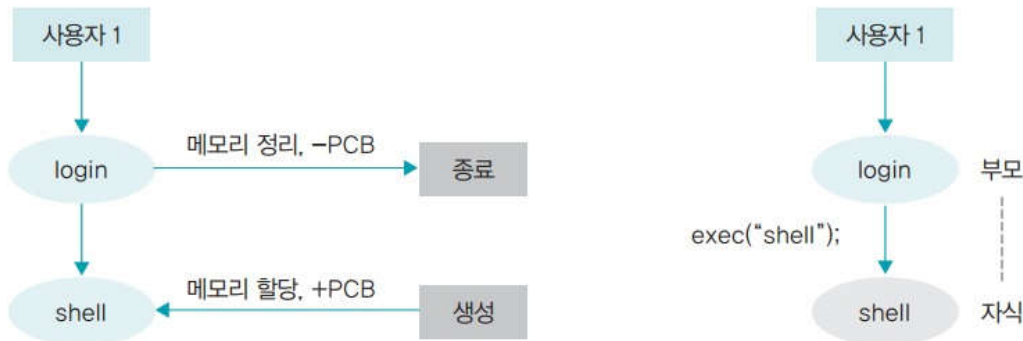 사용자 1
login
메모리 정리, –PCB
종료
shell
메모리 할당, +PCB
생성
사용자 1
login
부모
exec(“shell”);
shell
자식